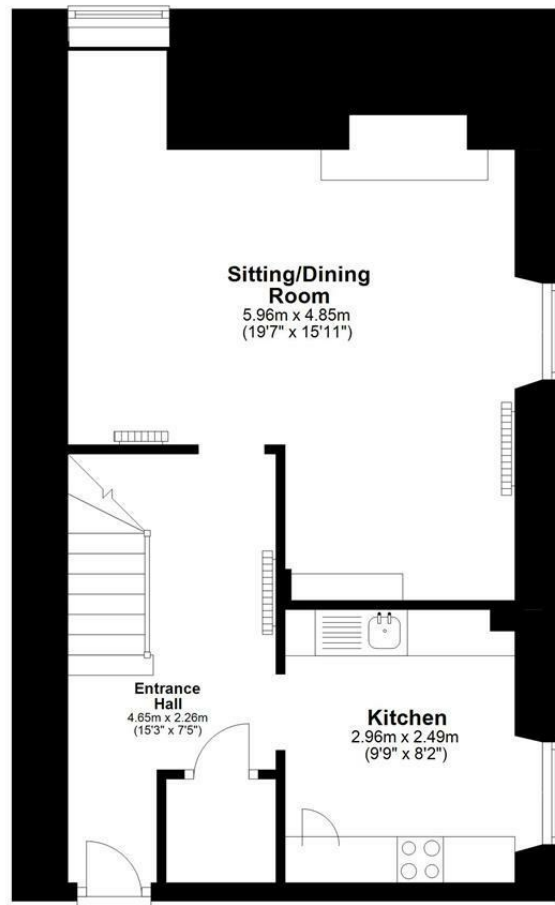 Sitting/Dining
Room
5.96m x 4.85m
(19'7" x 15'11")
Entrance
Hall
4.65m x 2.26m
(15'3" x 7'5")
Kitchen
2.96m x 2.49m
(9'9" x 8'2")